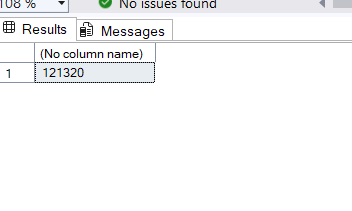 108 %
No issues found
Results
Messages
(No column name)
1
121320